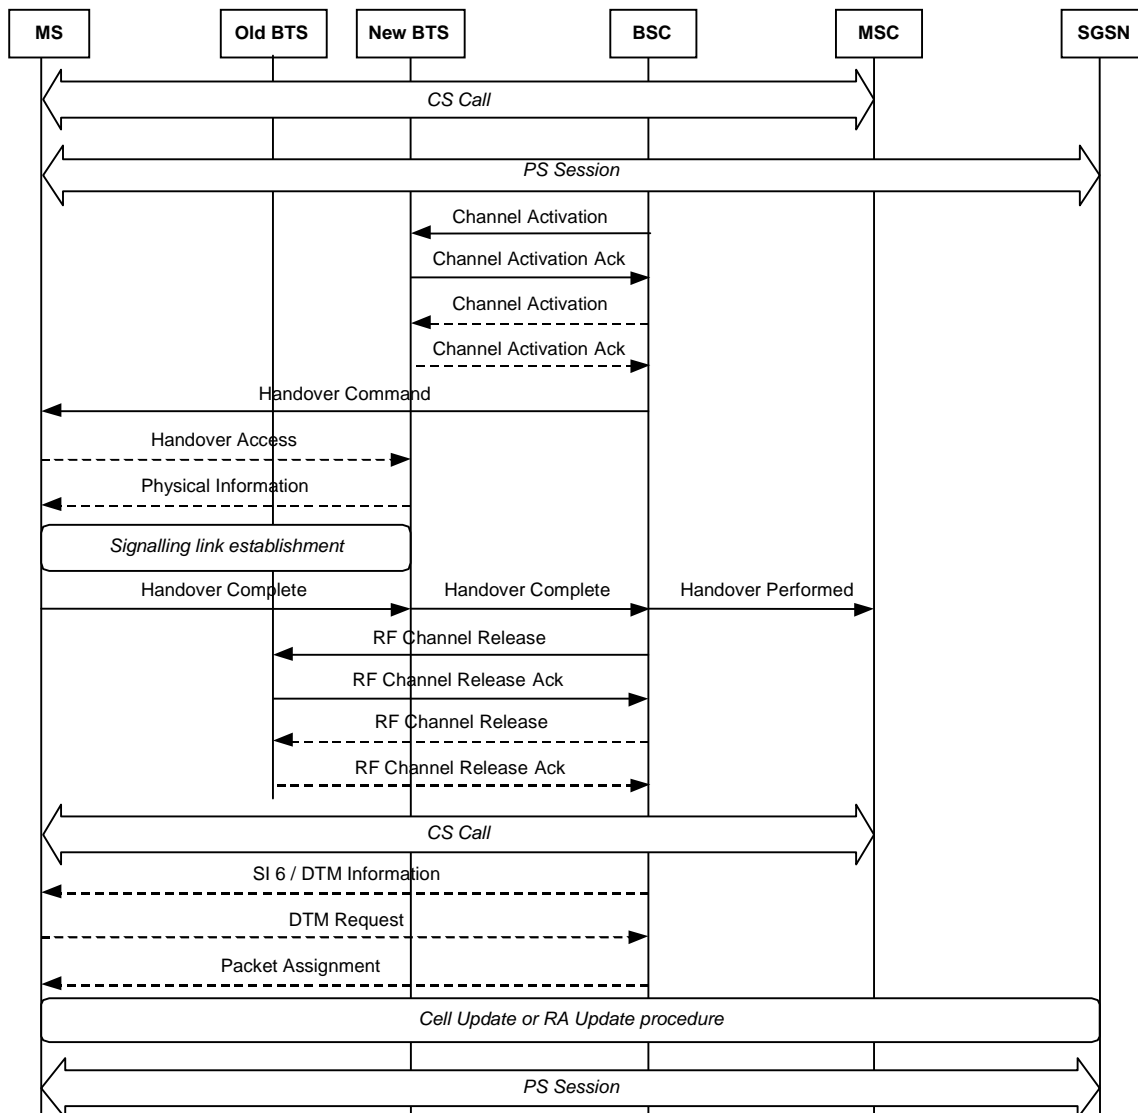 MS Old BTS New BTS BSC MSC SGSN
CS Call
PS Session
Channel Activation
Channel Activation Ack
Channel Activation
Channel Activation Ack
Handover Command
Handover Access
Physical Information
Signalling link establishment
Handover Complete Handover Complete Handover Performed
RF Channel Release
RF Channel Release Ack
RF Channel Release
RF Channel Release Ack
CS Call
SI 6 / DTM Information
DTM Request
Packet Assignment
Cell Update or RA Update procedure
PS Session